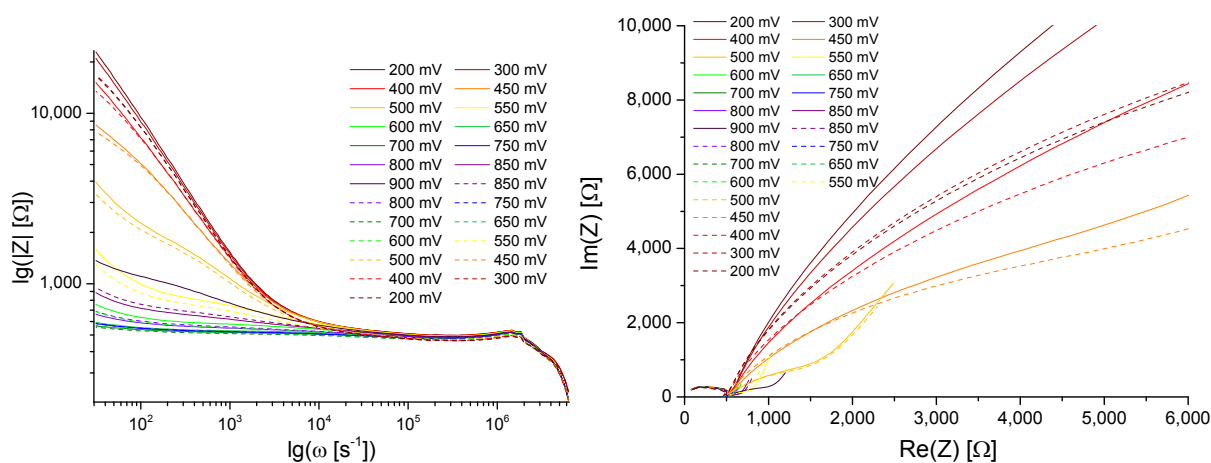 lg(|Z| [Ω]
10,000
1,000
200 mV 300 mV
400 mV 450 mV
500 mV 550 mV
600 mV 650 mV
700 mV 750 mV
800 mV 850 mV
900 mV 850 mV
800 mV 750 mV
700 mV 650 mV
600 mV 550 mV
500 mV 450 mV
400 mV 300 mV
200 mV
10² 10³ 10⁴ 10⁵ 10⁶
lg(ω [s⁻¹])
Im(Z) [Ω]
10,000
8,000
6,000
4,000
2,000
0
200 mV 300 mV
400 mV 450 mV
500 mV 550 mV
600 mV 650 mV
700 mV 750 mV
800 mV 850 mV
900 mV 850 mV
800 mV 750 mV
700 mV 650 mV
600 mV 550 mV
500 mV
450 mV
400 mV
300 mV
200 mV
0 1,000 2,000 3,000 4,000 5,000 6,000
Re(Z) [Ω]